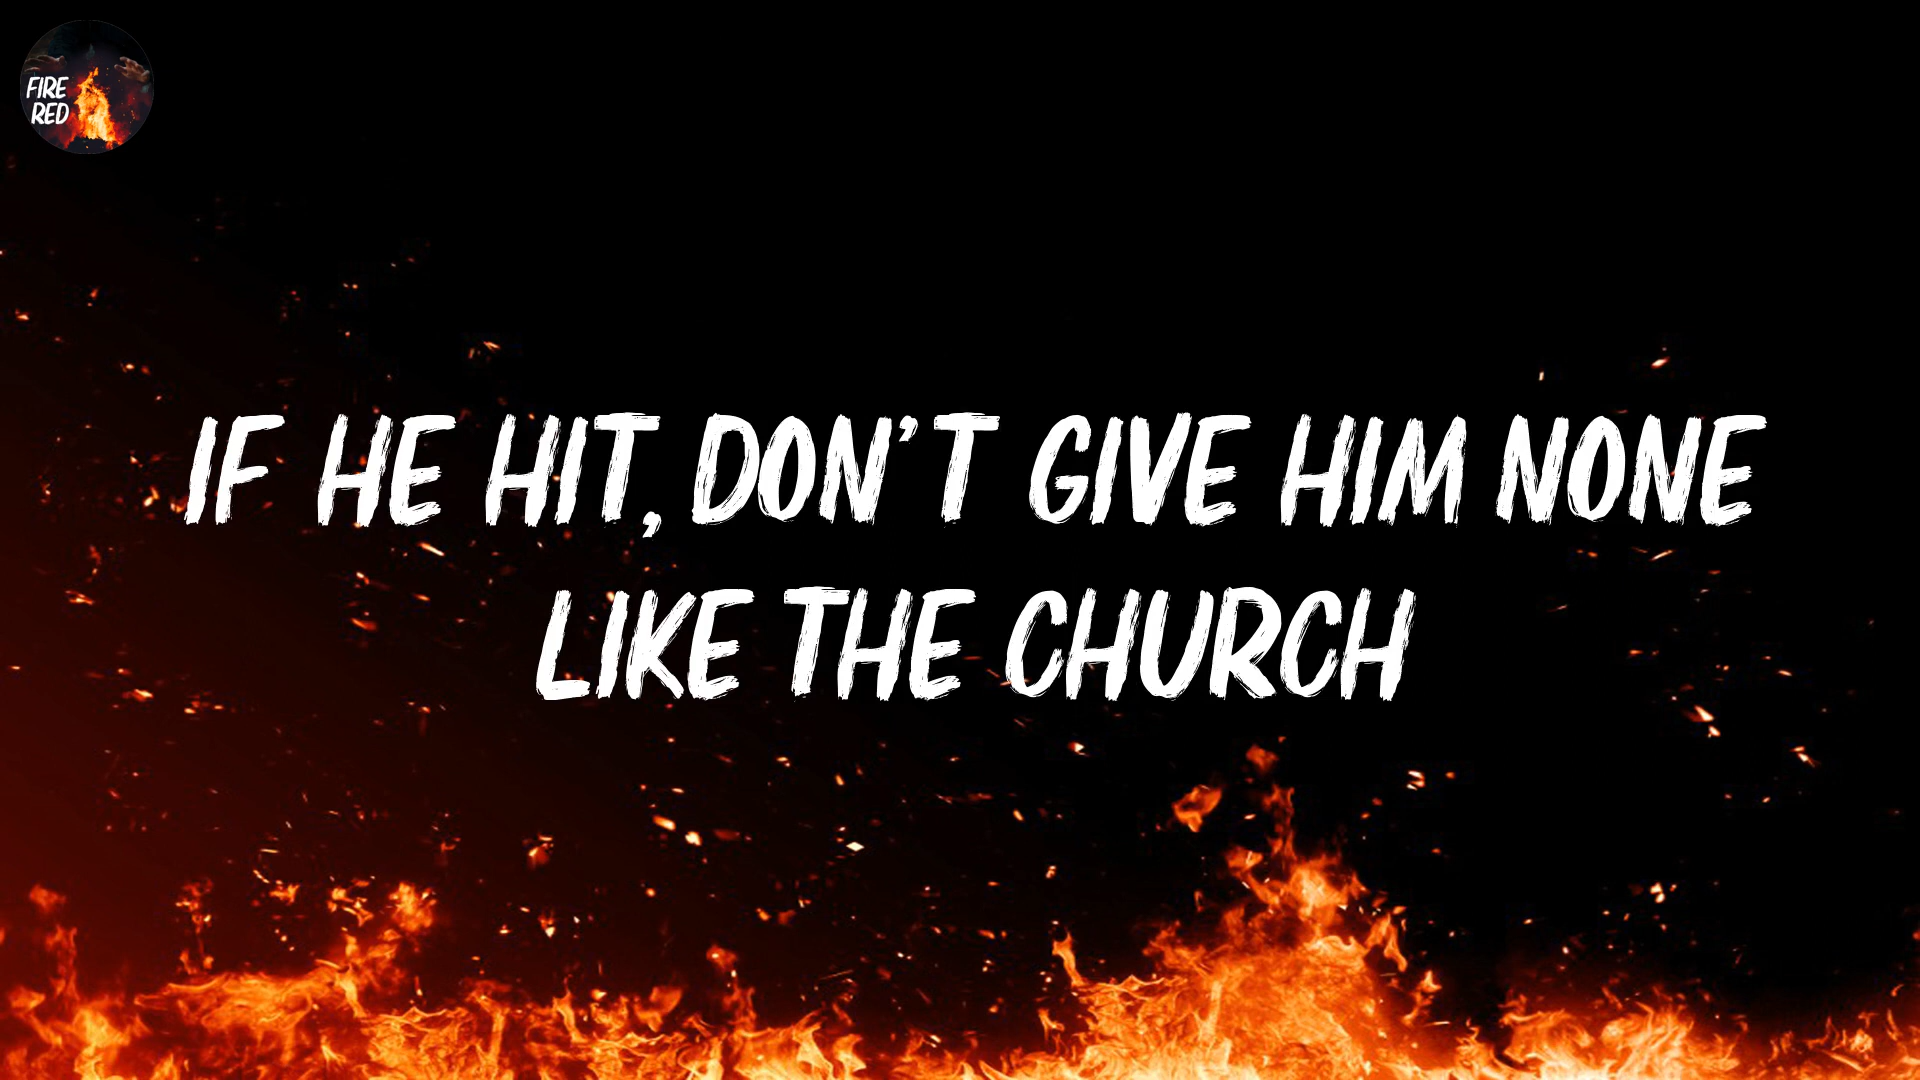 FIRE
RED
IF HE HIT, DON'T GIVE HIM NONE
LIKE THE CHURCH